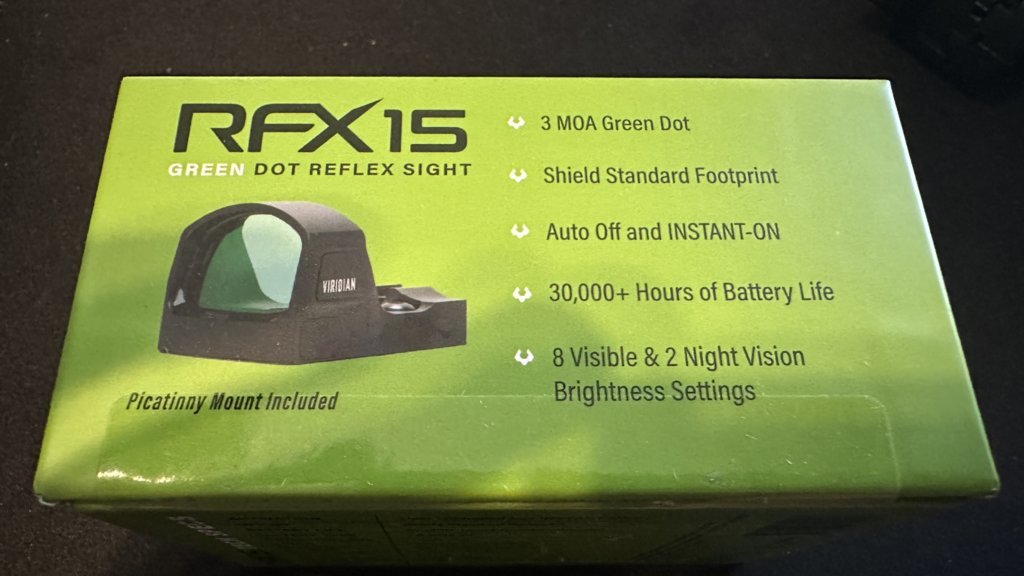 RFX15
GREEN DOT REFLEX SIGHT
VIRIDIAN
Picatinny Mount Included
3 MOA Green Dot
Shield Standard Footprint
Auto Off and INSTANT-ON
30,000+ Hours of Battery Life
8 Visible & 2 Night Vision
Brightness Settings